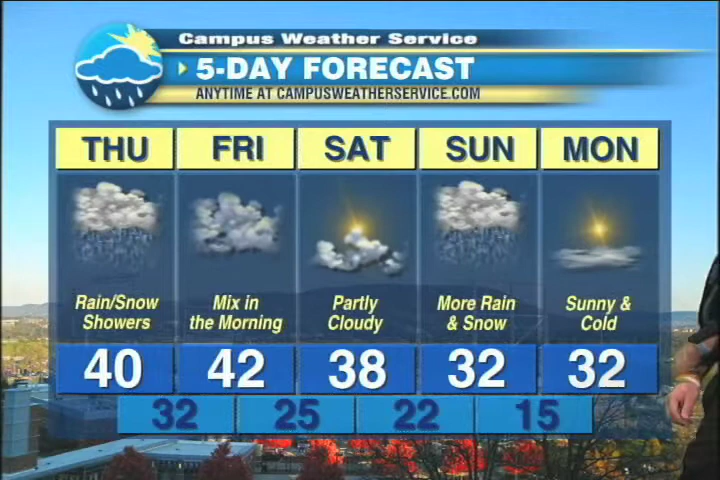 Campus Weather Service
5-DAY FORECAST
ANYTIME AT CAMPUSWEATHERSERVICE.COM
THU FRI SAT SUN MON
Rain/Snow Showers
Mix in the Morning
Partly Cloudy
More Rain & Snow
Sunny & Cold
40 42 38 32 32
32 25 22 15